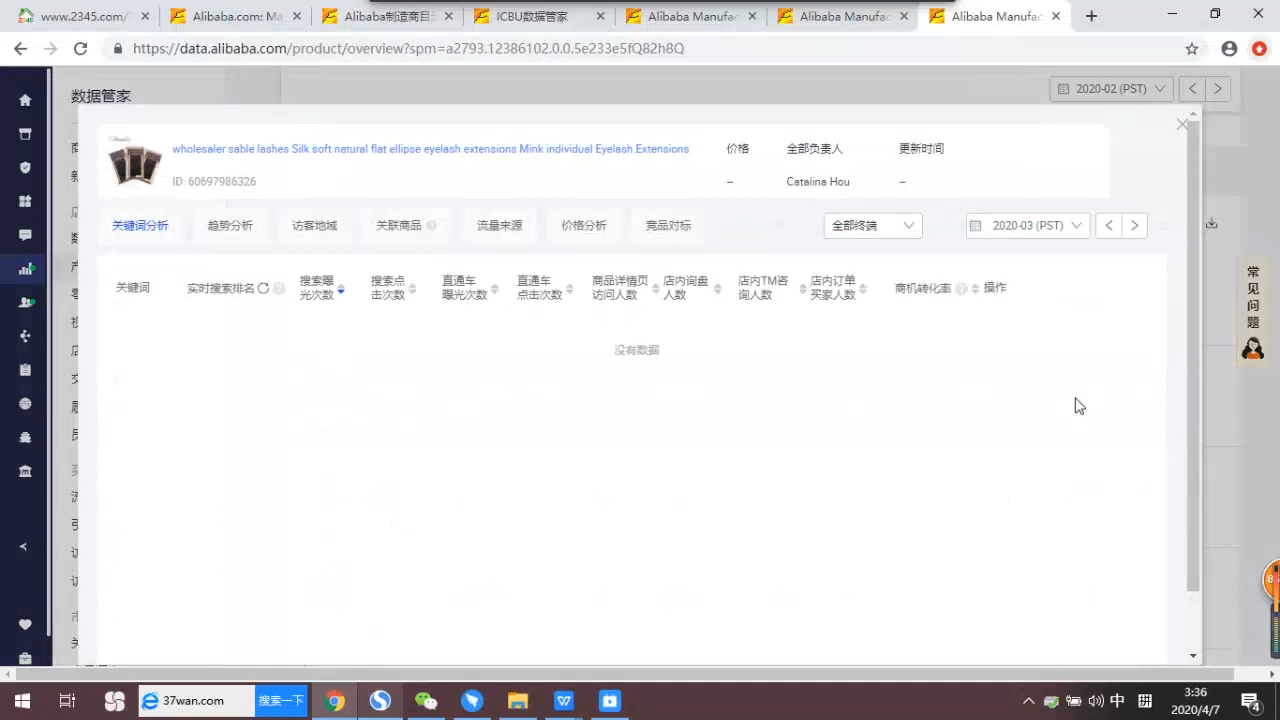 www.2345.com/
Alibaba.com: Ma
Alibaba制造商目录
ICBU数据管家
Alibaba Manufac
Alibaba Manufac
Alibaba Manufac
https://data.alibaba.com/product/overview?spm=a2793.12386102.0.0.5e233e5fQ82h8Q
数据管家
2020-02 (PST)
wholesaler sable lashes Silk soft natural flat ellipse eyelash extensions Mink individual Eyelash Extensions
价格
全部负责人
更新时间
ID: 60697986326
--
Catalina Hou
--
关键词分析
趋势分析
访客地域
关联商品
流量来源
价格分析
竞品对标
全部终端
2020-03 (PST)
关键词
实时搜索排名
搜索曝
光次数
搜索点
击次数
直通车
曝光次数
直通车
点击次数
商品详情页
访问人数
店内询盘
人数
店内TM咨
询人数
店内订单
买家人数
商机转化率
操作
没有数据
常
见
问
题
37wan.com
搜索一下
中
3:36
2020/4/7
4